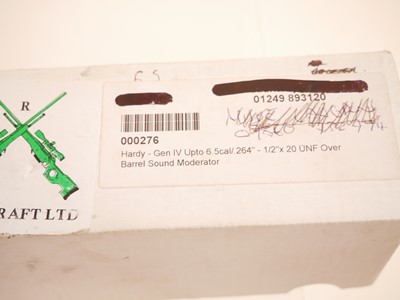 R
RAFT LTD
01249 893120
000276
Hardy - Gen IV Upto 6.5cal/.264" - 1/2"x 20 UNF Over
Barrel Sound Moderator